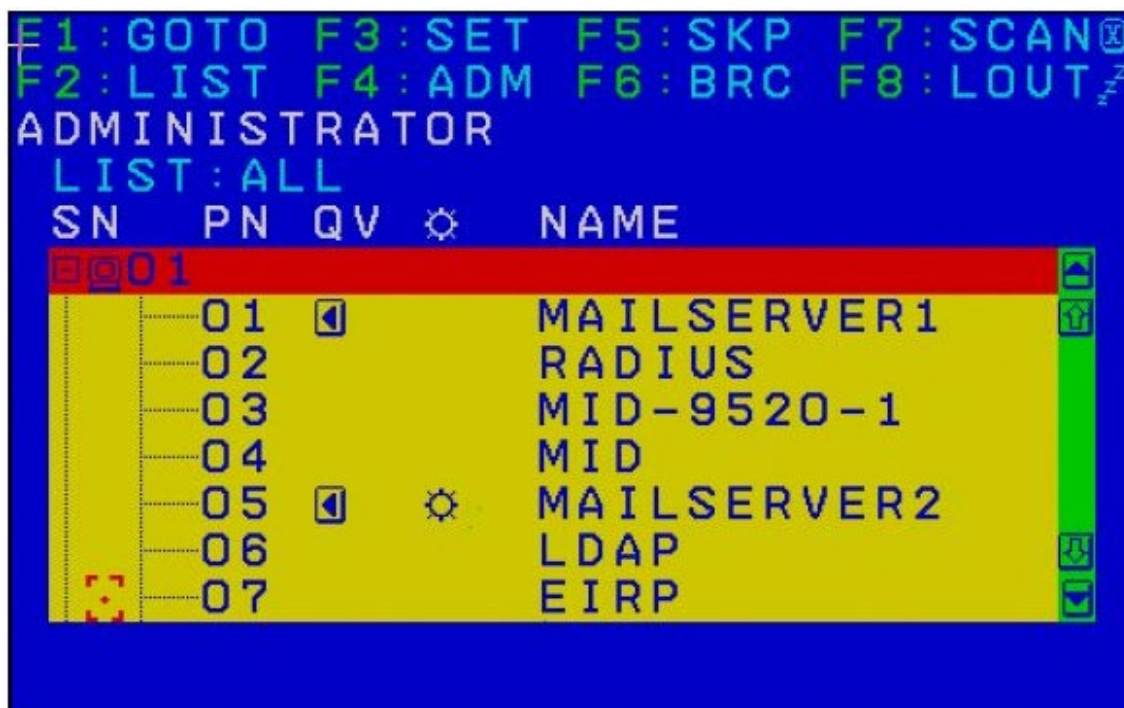 F1:GOTO F3:SET F5:SKP F7:SCAN
F2:LIST F4:ADM F6:BRC F8:LOUT zzz
ADMINISTRATOR
LIST:ALL
SN PN QV NAME
01
01 MAILSERVER1
02 RADIUS
03 MID-9520-1
04 MID
05 MAILSERVER2
06 LDAP
07 EIRP